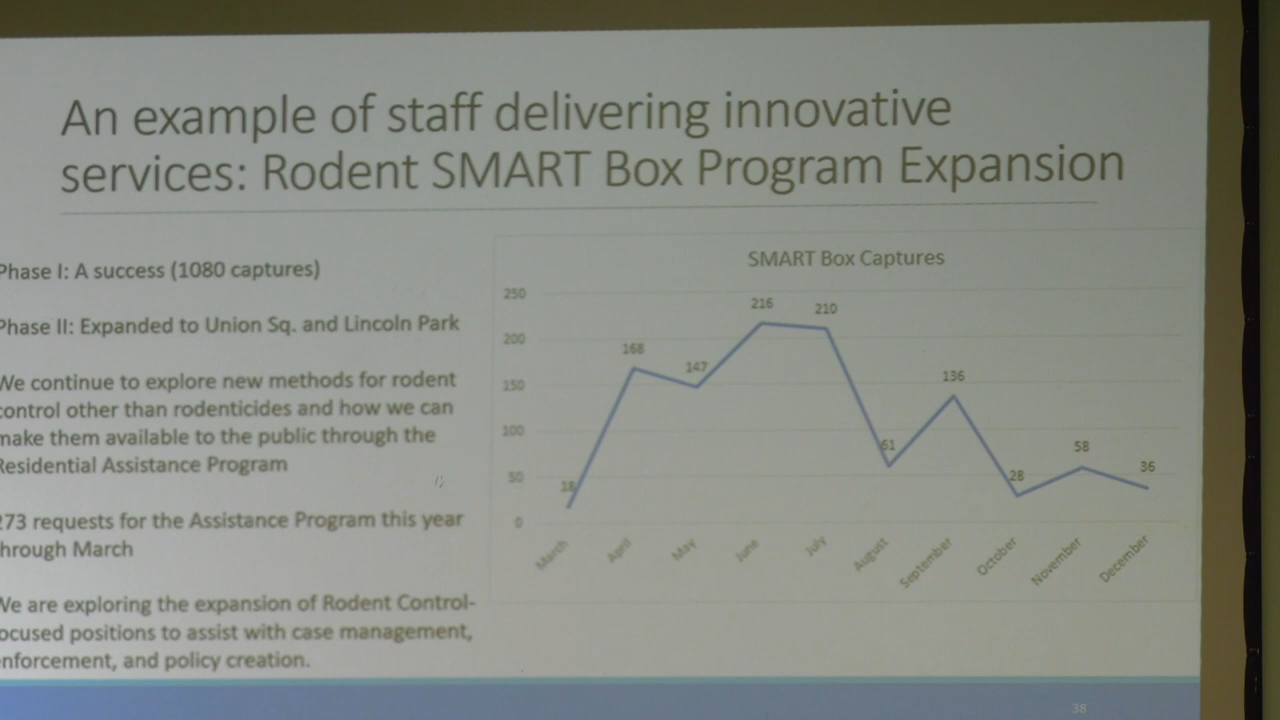 An example of staff delivering innovative
services: Rodent SMART Box Program Expansion
Phase I: A success (1080 captures)
Phase II: Expanded to Union Sq. and Lincoln Park
We continue to explore new methods for rodent
control other than rodenticides and how we can
make them available to the public through the
Residential Assistance Program
273 requests for the Assistance Program this year
through March
We are exploring the expansion of Rodent Control-
focused positions to assist with case management,
enforcement, and policy creation.
SMART Box Captures
250
200
150
100
50
0
18
168
147
216
210
61
136
28
58
36
March
April
May
June
July
August
September
October
November
December
38